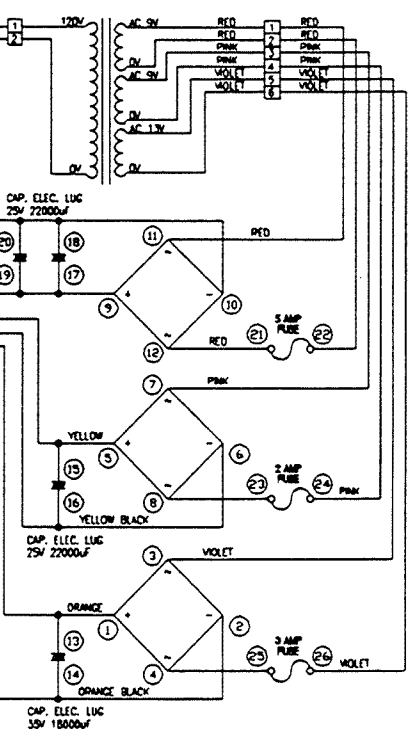 1 120V AC 9V RED 1 RED
2 RED 2 RED
0V PINK 3 PINK
AC 9V PINK 4 PINK
VIOLET 5 VIOLET
0V VIOLET 6 VIOLET
AC 13V
0V 0V
CAP. ELEC. LUG
25V 22000uF
11 RED
20 18
19 17
9 + - 10
~
~
12 RED 21 5 AMP
FUSE 22
7 PINK
~
YELLOW 5 + - 6
15
16
~
8 23 2 AMP
FUSE 24 PINK
YELLOW BLACK
CAP. ELEC. LUG
25V 22000uF
3 VIOLET
~
ORANGE 1 + - 2
13
14
~
4 25 3 AMP
FUSE 26 VIOLET
ORANGE BLACK
CAP. ELEC. LUG
35V 18000uF